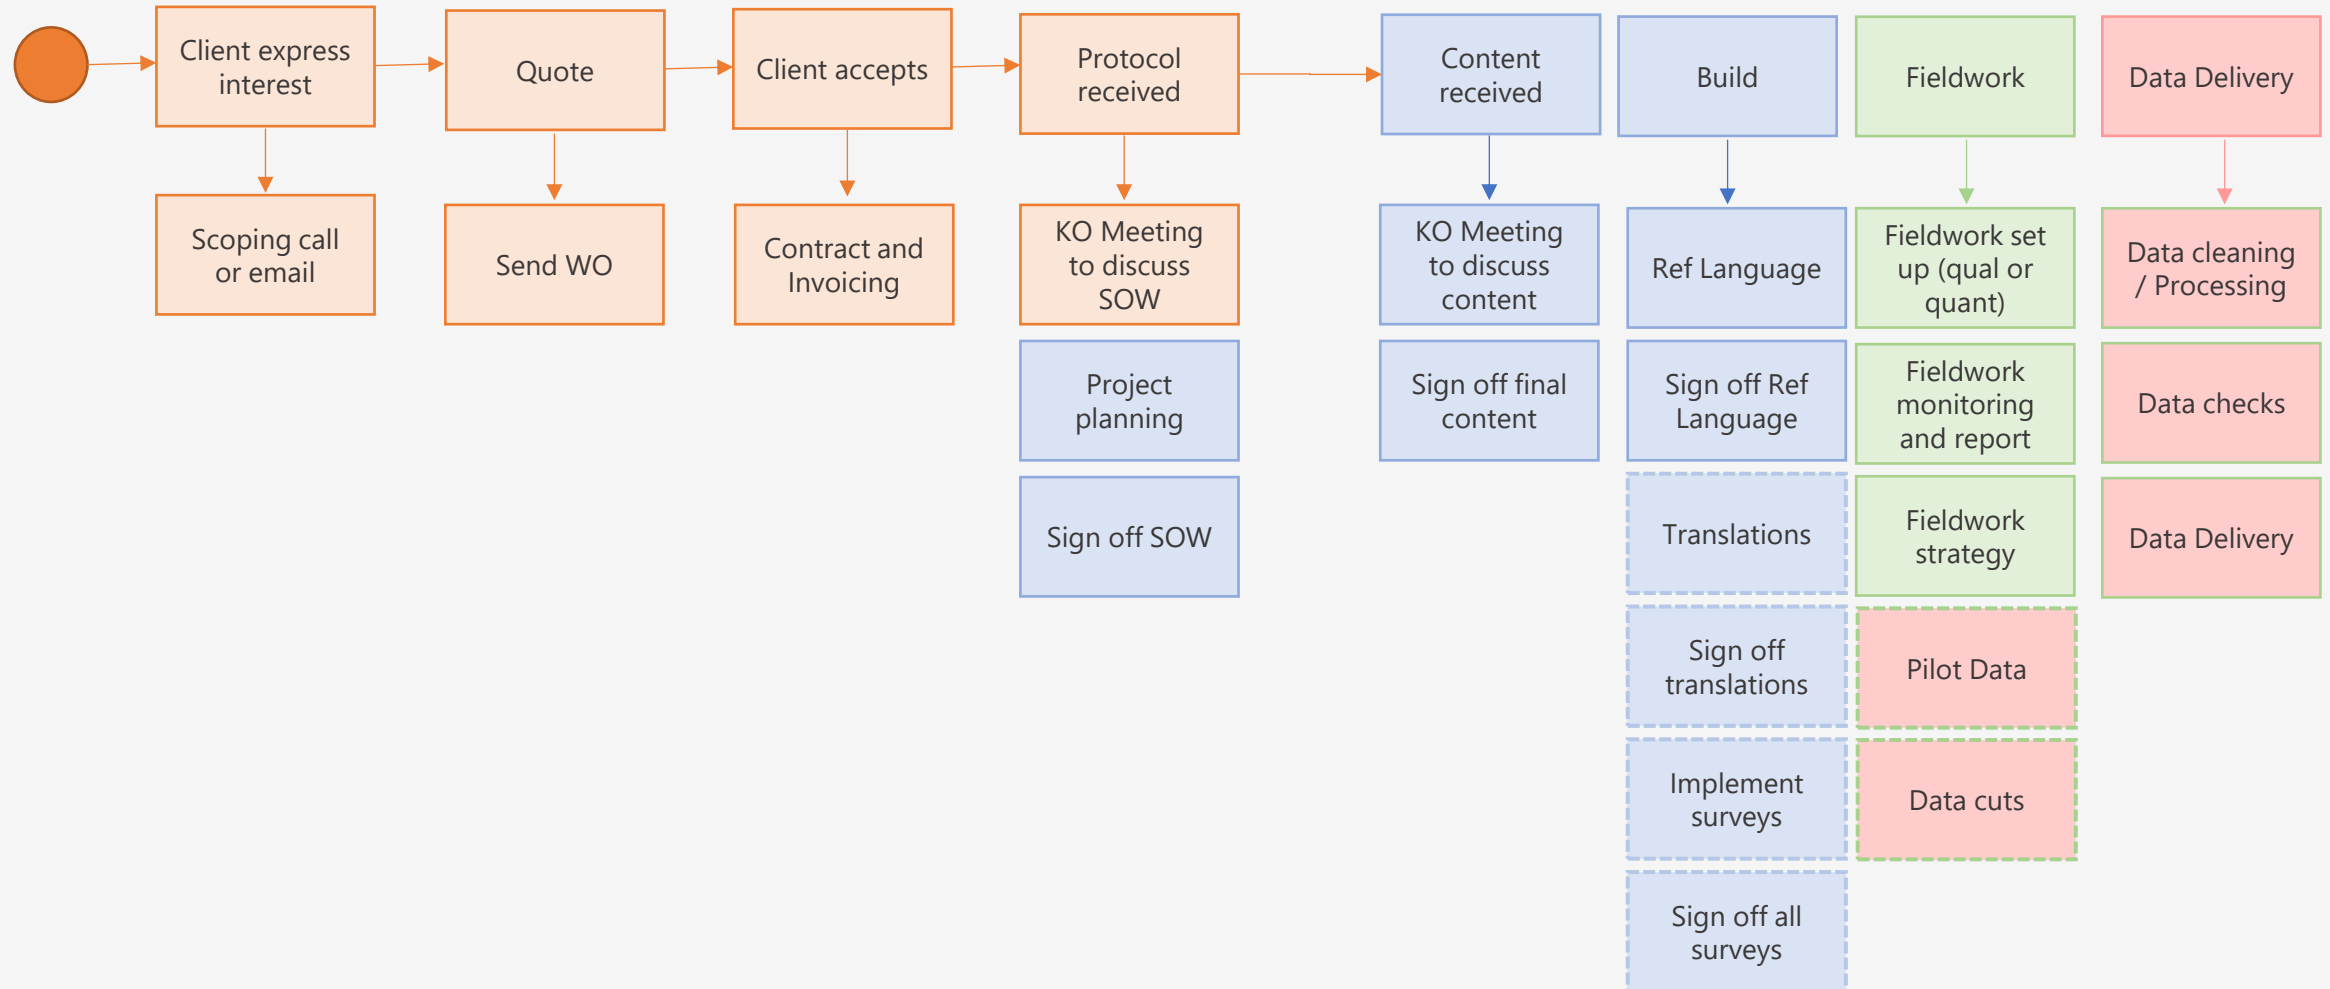 Client express
interest
Quote
Client accepts
Protocol
received
Content
received
Build
Fieldwork
Data Delivery
Scoping call
or email
Send WO
Contract and
Invoicing
KO Meeting
to discuss
SOW
KO Meeting
to discuss
content
Ref Language
Fieldwork set
up (qual or
quant)
Data cleaning
/ Processing
Project
planning
Sign off final
content
Sign off Ref
Language
Fieldwork
monitoring
and report
Data checks
Sign off SOW
Translations
Fieldwork
strategy
Data Delivery
Sign off
translations
Pilot Data
Implement
surveys
Data cuts
Sign off all
surveys